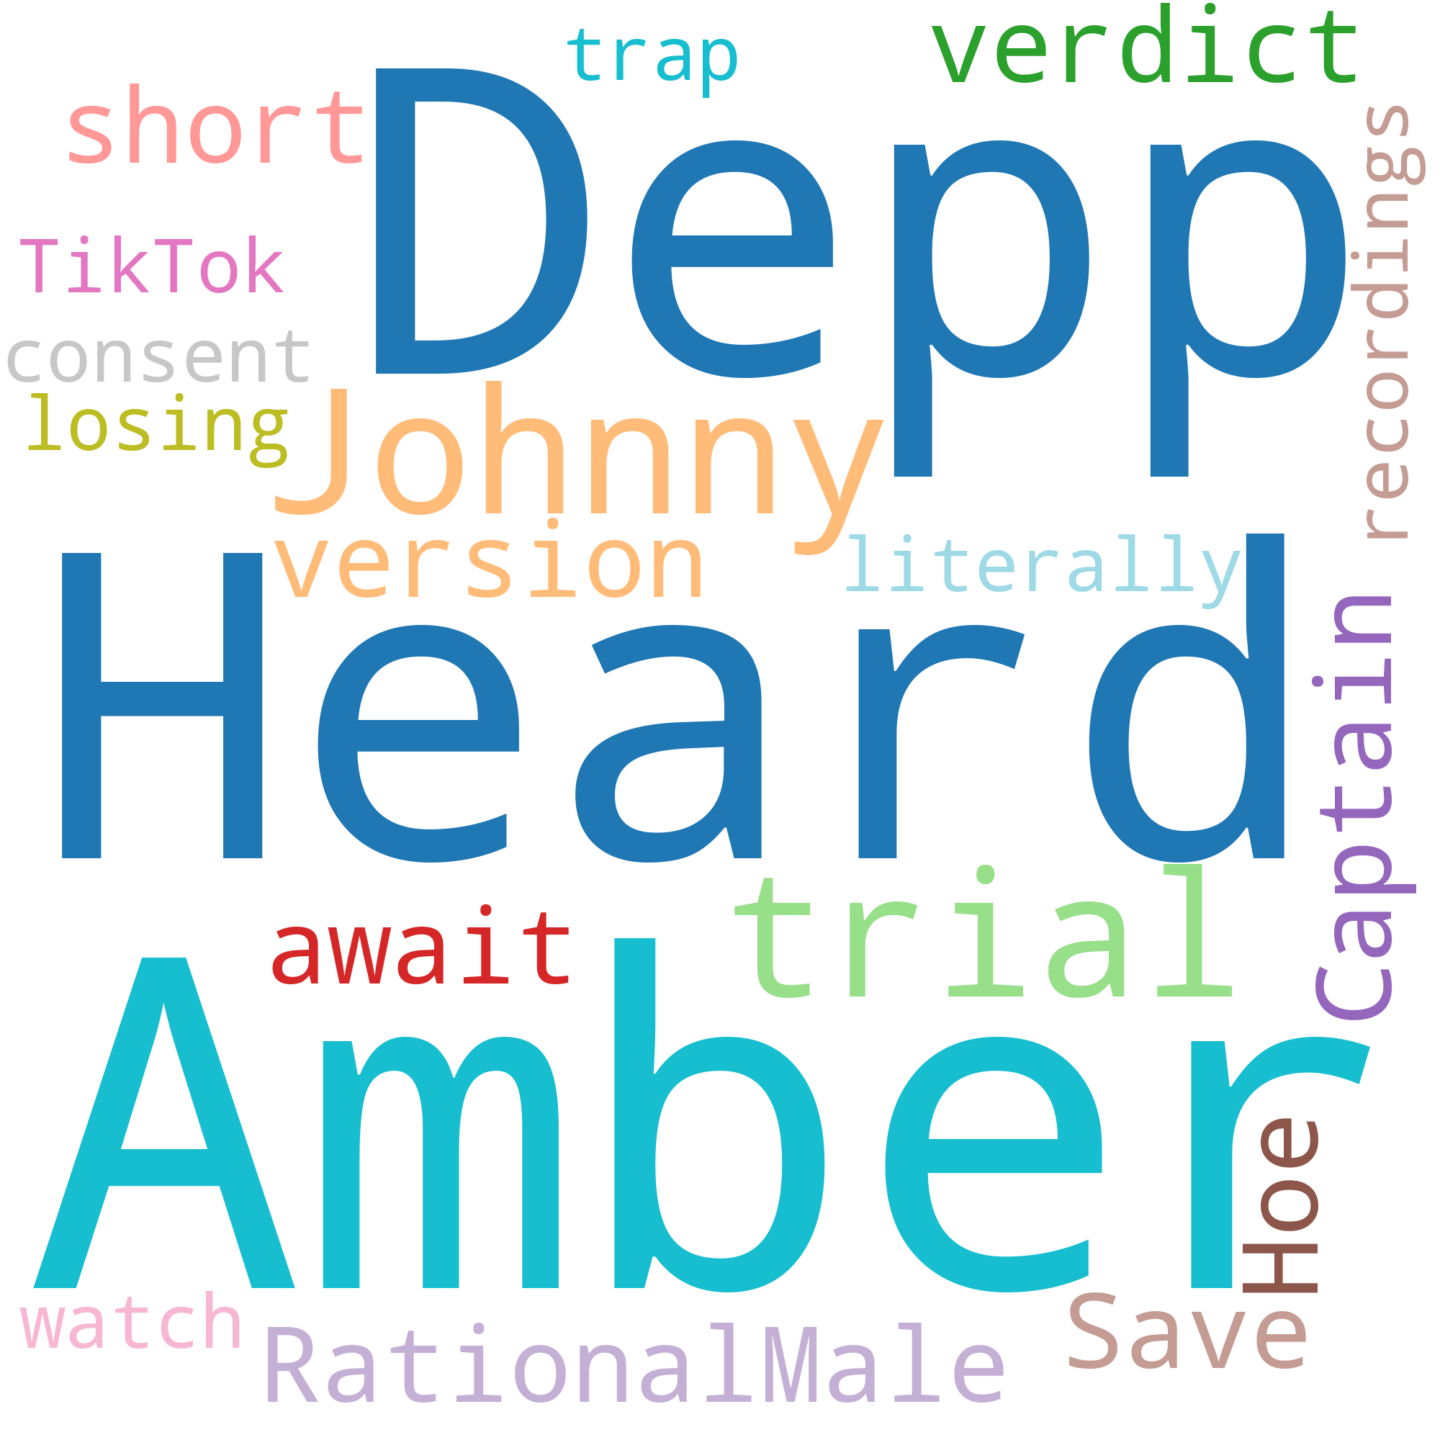 trap
verdict
short
Depp
recordings
TikTok
consent
losing
Johnny
version
literally
Heard
Captain
await
trial
Amber
Hoe
watch
RationalMale
Save